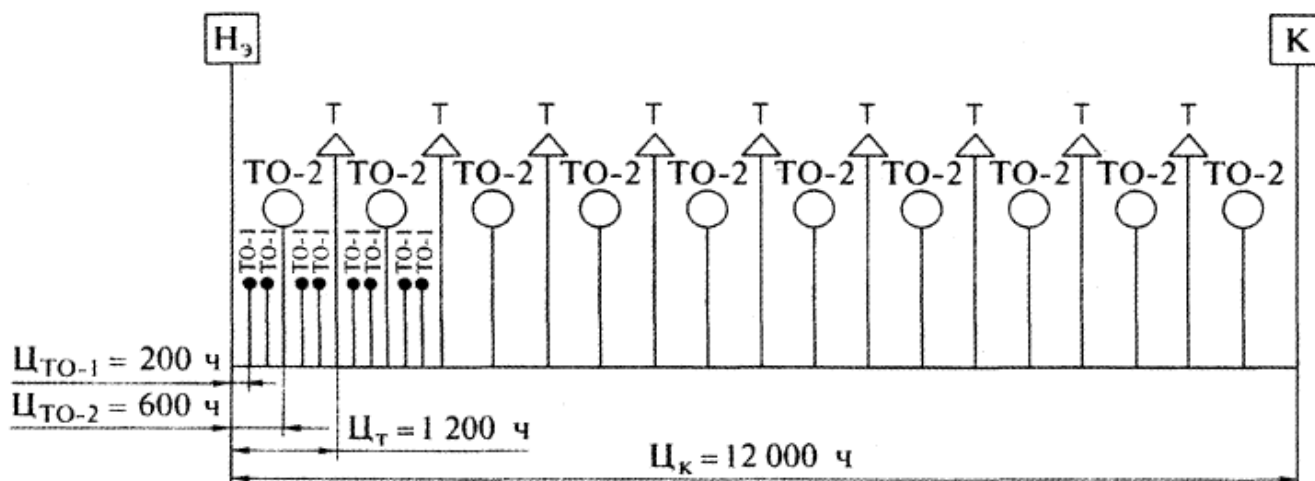 Нэ К
Т Т Т Т Т Т Т Т Т
ТО-2 ТО-2 ТО-2 ТО-2 ТО-2 ТО-2 ТО-2 ТО-2 ТО-2 ТО-2
ТО-1 ТО-1 ТО-1 ТО-1 ТО-1 ТО-1 ТО-1 ТО-1
ЦТО-1 = 200 ч
ЦТО-2 = 600 ч
Цт = 1 200 ч
Цк = 12 000 ч